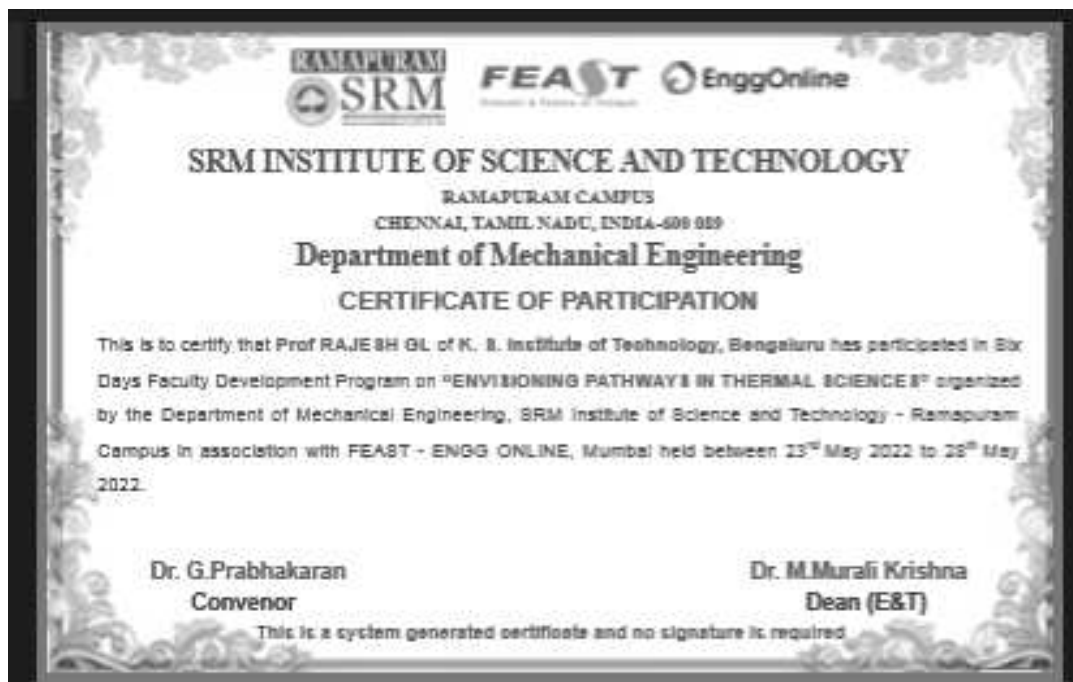 RAMAPURAM
SRM
FEAST
EnggOnline
SRM INSTITUTE OF SCIENCE AND TECHNOLOGY
RAMAPURAM CAMPUS
CHENNAI, TAMIL NADU, INDIA-600 089
Department of Mechanical Engineering
CERTIFICATE OF PARTICIPATION
This is to certify that Prof RAJESH GL of K. S. Institute of Technology, Bengaluru has participated in Six
Days Faculty Development Program on "ENVISIONING PATHWAYS IN THERMAL SCIENCES" organized
by the Department of Mechanical Engineering, SRM Institute of Science and Technology - Ramapuram
Campus in association with FEAST - ENGG ONLINE, Mumbai held between 23rd May 2022 to 28th May
2022.
Dr. G.Prabhakaran
Dr. M.Murali Krishna
Convenor
Dean (E&T)
This is a system generated certificate and no signature is required